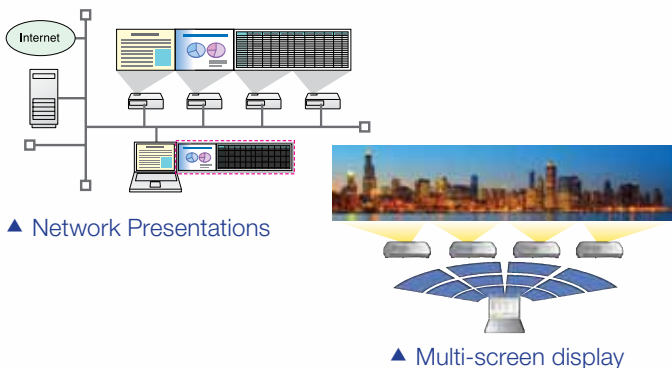 Internet
▲ Network Presentations
▲ Multi-screen display